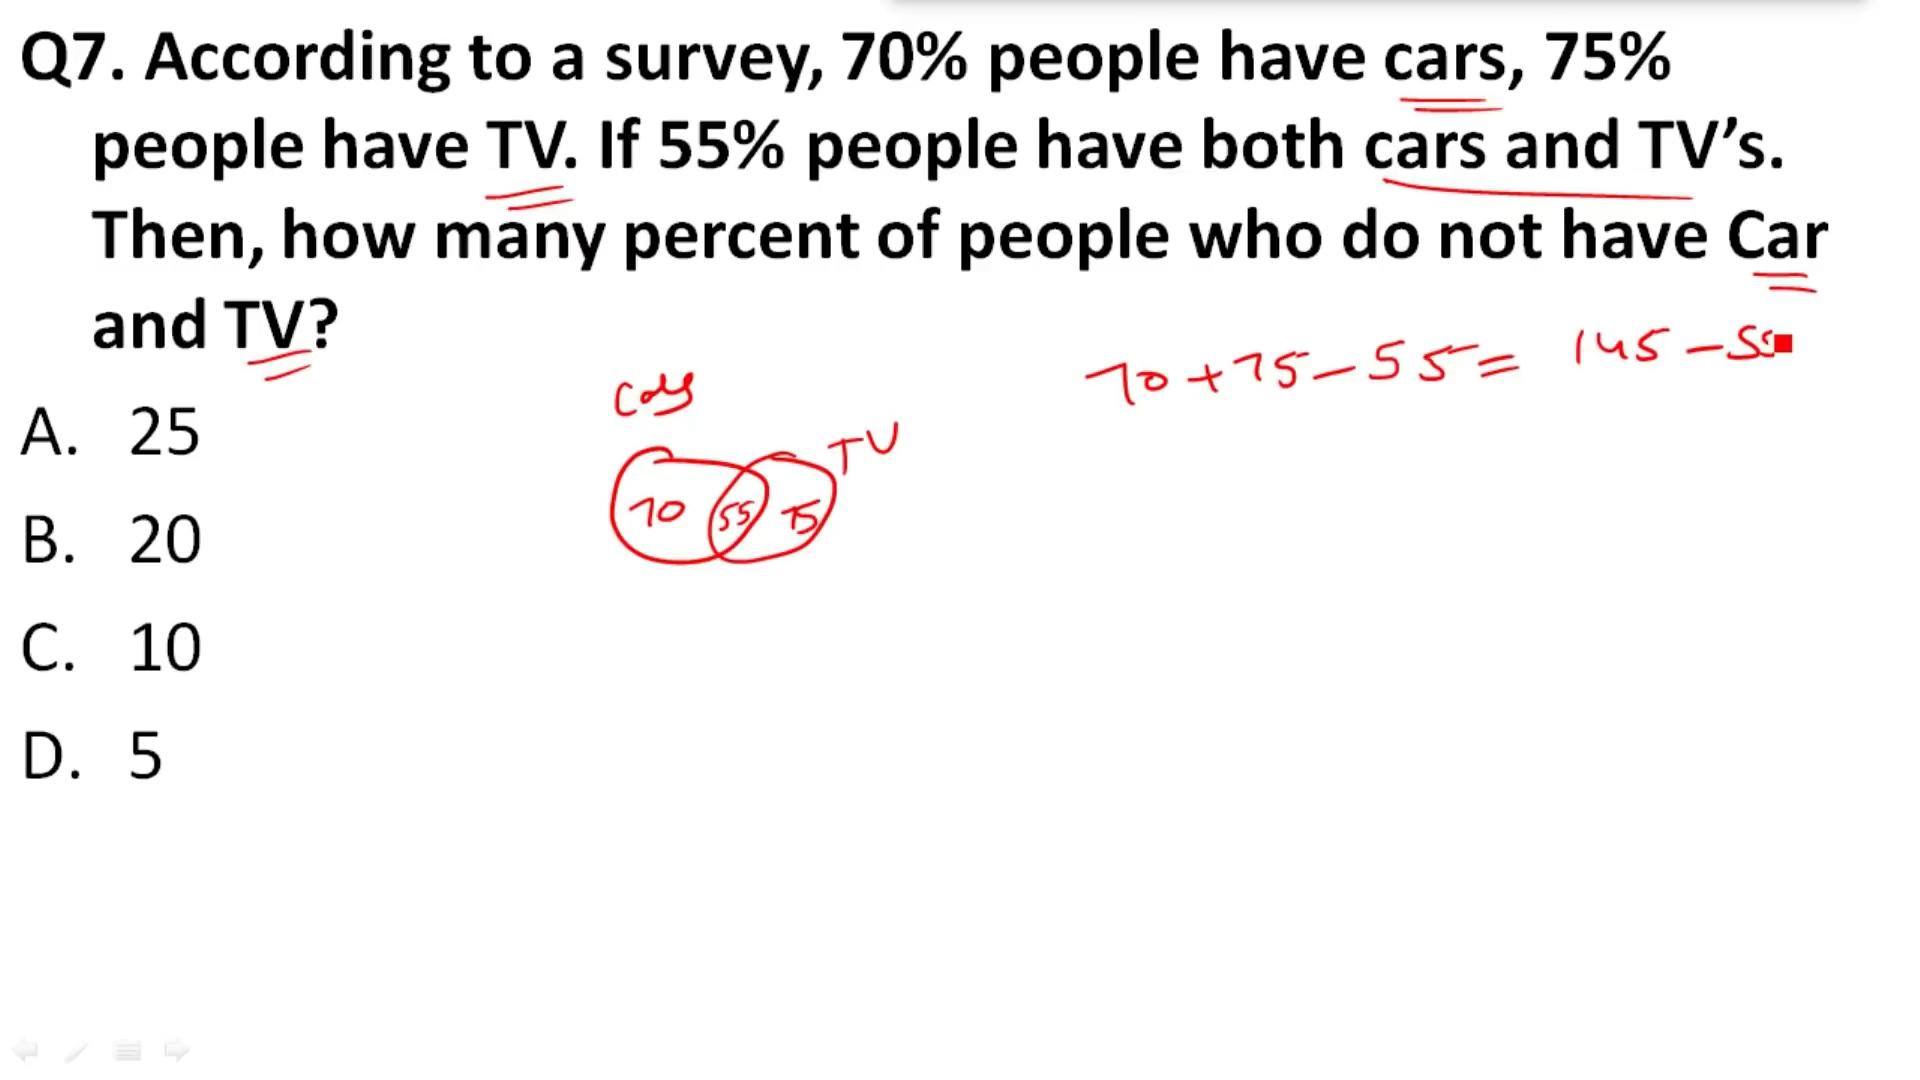 Q7. According to a survey, 70% people have cars, 75%
people have TV. If 55% people have both cars and TV’s.
Then, how many percent of people who do not have Car
and TV?
70+75-55= 145-55
A. 25
Cars
TV
70 55 75
B. 20
C. 10
D. 5